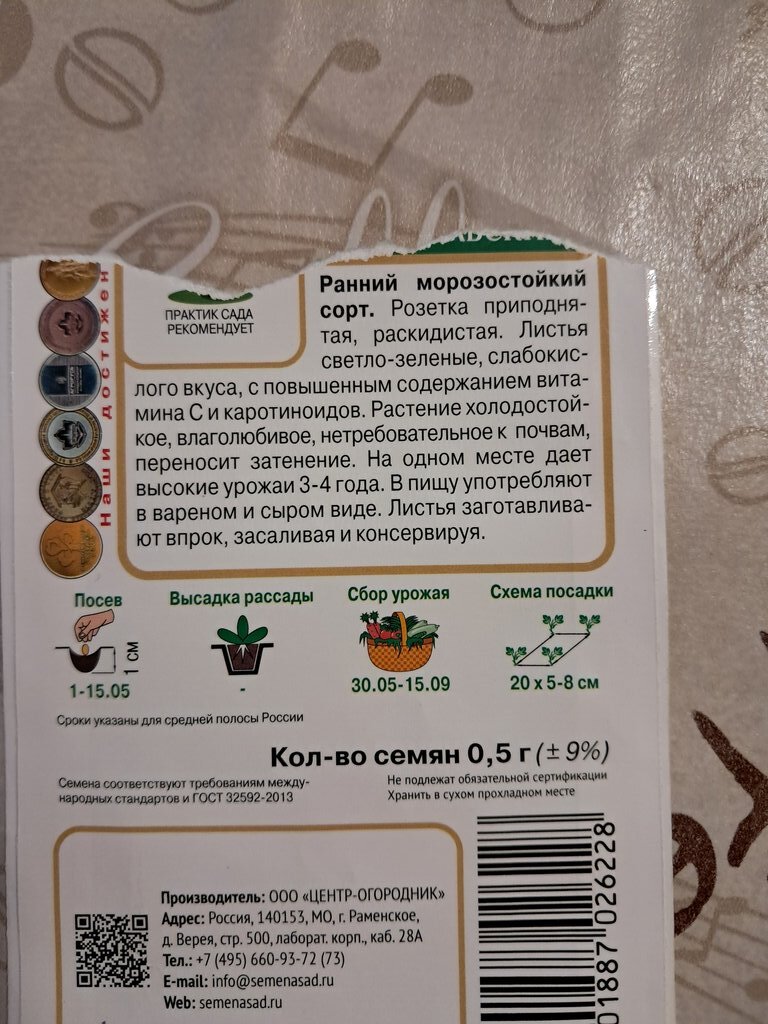 Наши достижен
ПРАКТИК САДА
РЕКОМЕНДУЕТ
Ранний морозостойкий
сорт. Розетка приподня-
тая, раскидистая. Листья
светло-зеленые, слабокис-
лого вкуса, с повышенным содержанием вита-
мина С и каротиноидов. Растение холодостой-
кое, влаголюбивое, нетребовательное к почвам,
переносит затенение. На одном месте дает
высокие урожаи 3-4 года. В пищу употребляют
в вареном и сыром виде. Листья заготавлива-
ют впрок, засаливая и консервируя.
Посев
Высадка рассады
Сбор урожая
Схема посадки
1 см
1-15.05
-
30.05-15.09
20 x 5-8 см
Сроки указаны для средней полосы России
Кол-во семян 0,5 г (± 9%)
Семена соответствуют требованиям между-
народных стандартов и ГОСТ 32592-2013
Не подлежат обязательной сертификации
Хранить в сухом прохладном месте
Производитель: ООО «ЦЕНТР-ОГОРОДНИК»
Адрес: Россия, 140153, МО, г. Раменское,
д. Верея, стр. 500, лаборат. корп., каб. 28А
Тел.: +7 (495) 660-93-72 (73)
E-mail: info@semenasad.ru
Web: semenasad.ru
01887 026228